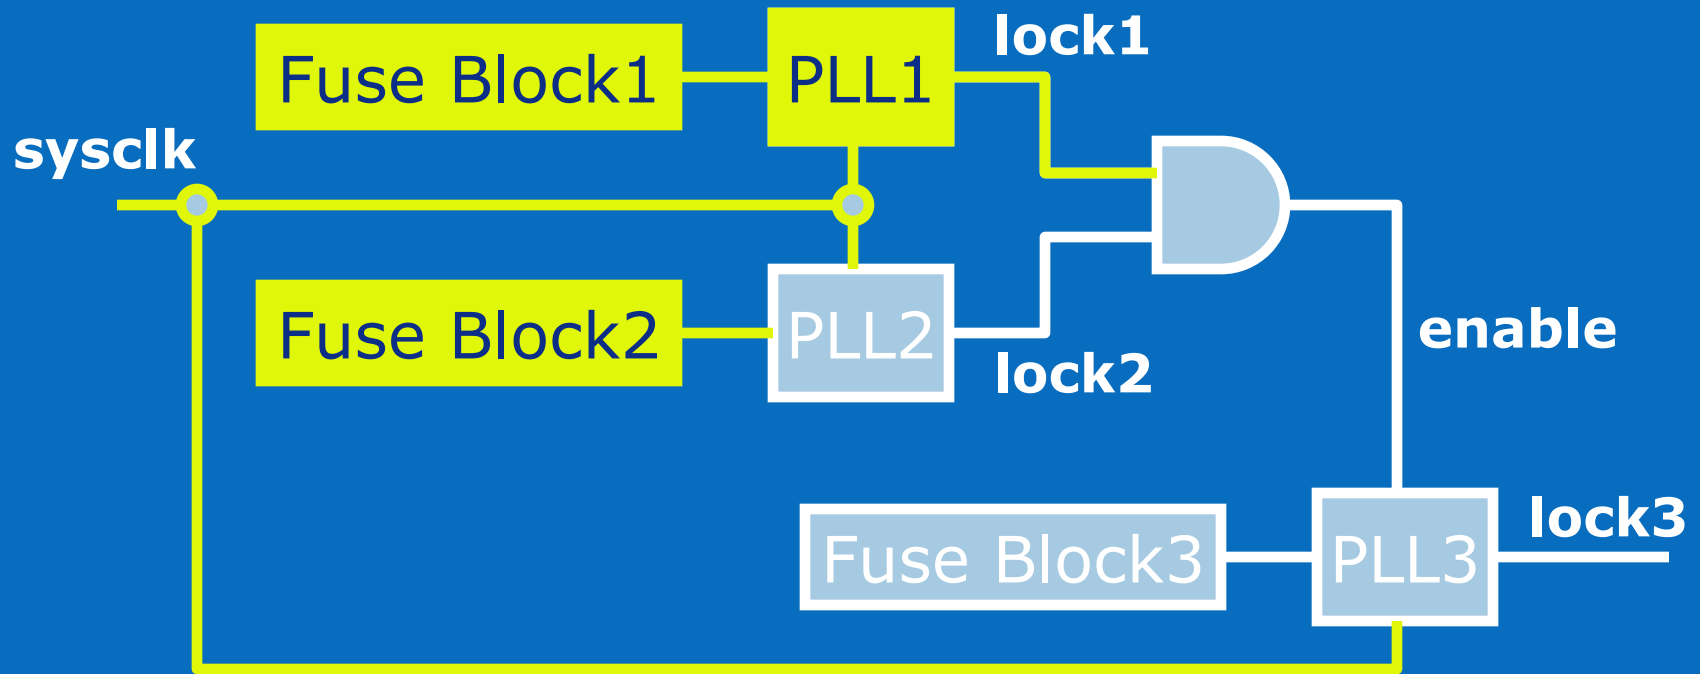 lock1
Fuse Block1
PLL1
sysclk
Fuse Block2
PLL2
enable
lock2
lock3
Fuse Block3
PLL3